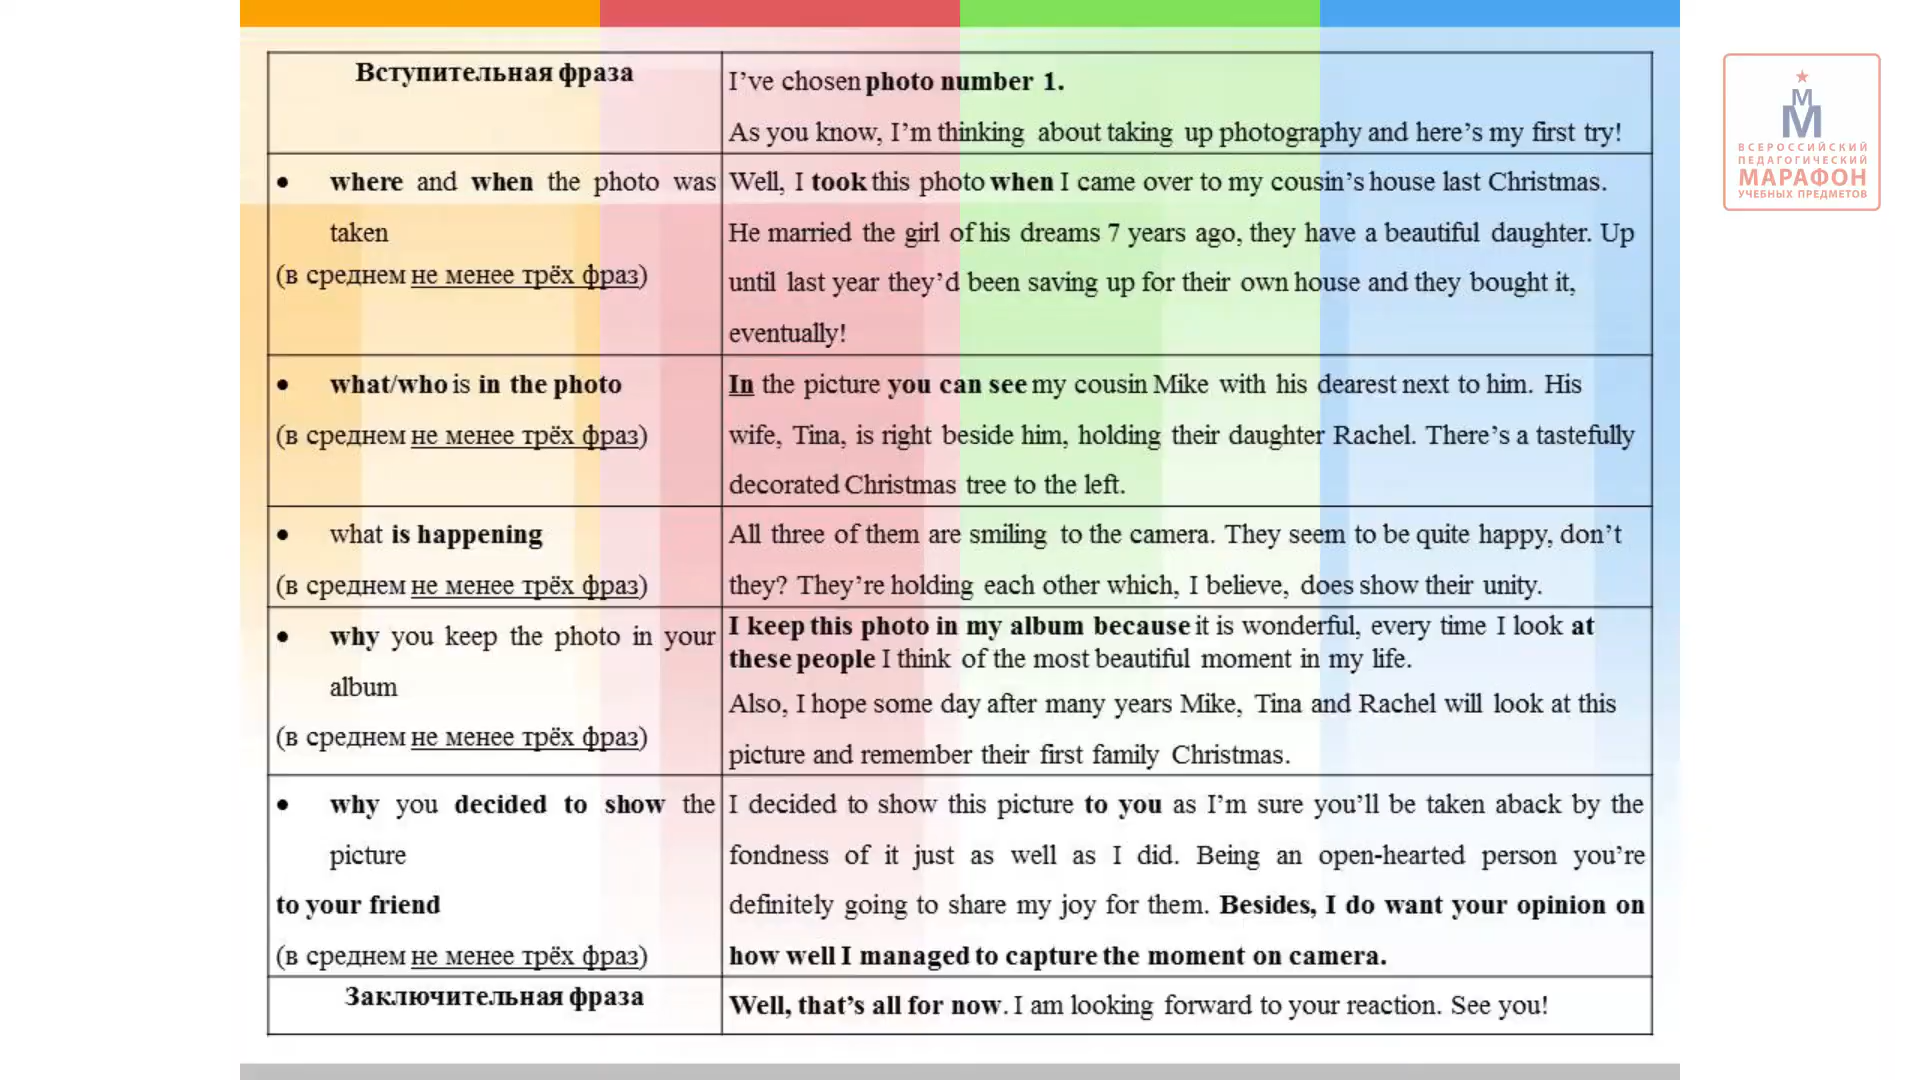 Вступительная фраза
I’ve chosen photo number 1.
As you know, I’m thinking about taking up photography and here’s my first try!
• where and when the photo was
taken
(в среднем не менее трёх фраз)
Well, I took this photo when I came over to my cousin’s house last Christmas.
He married the girl of his dreams 7 years ago, they have a beautiful daughter. Up
until last year they’d been saving up for their own house and they bought it,
eventually!
• what/who is in the photo
(в среднем не менее трёх фраз)
In the picture you can see my cousin Mike with his dearest next to him. His
wife, Tina, is right beside him, holding their daughter Rachel. There’s a tastefully
decorated Christmas tree to the left.
• what is happening
(в среднем не менее трёх фраз)
All three of them are smiling to the camera. They seem to be quite happy, don’t
they? They’re holding each other which, I believe, does show their unity.
• why you keep the photo in your
album
(в среднем не менее трёх фраз)
I keep this photo in my album because it is wonderful, every time I look at
these people I think of the most beautiful moment in my life.
Also, I hope some day after many years Mike, Tina and Rachel will look at this
picture and remember their first family Christmas.
• why you decided to show the
picture
to your friend
(в среднем не менее трёх фраз)
I decided to show this picture to you as I’m sure you’ll be taken aback by the
fondness of it just as well as I did. Being an open-hearted person you’re
definitely going to share my joy for them. Besides, I do want your opinion on
how well I managed to capture the moment on camera.
Заключительная фраза
Well, that’s all for now. I am looking forward to your reaction. See you!
М
М
ВСЕРОССИЙСКИЙ
ПЕДАГОГИЧЕСКИЙ
МАРАФОН
УЧЕБНЫХ ПРЕДМЕТОВ